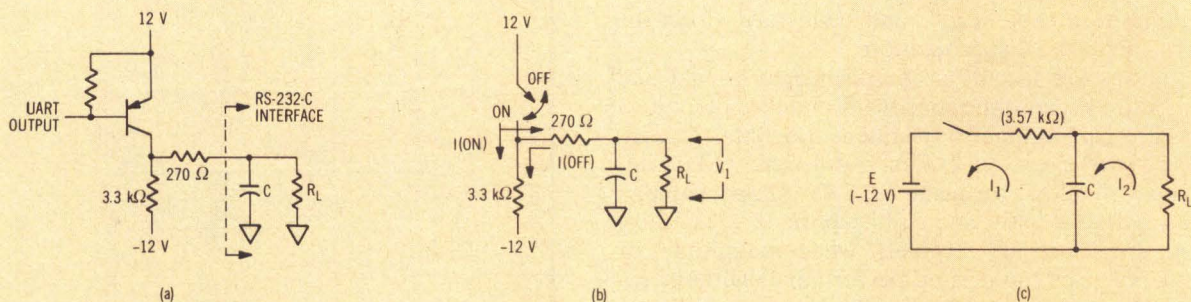 12 V
UART
OUTPUT
RS-232-C
INTERFACE
270 Ω
3.3 kΩ
C
R_L
-12 V
(a)
12 V
OFF
ON
I(ON)
270 Ω
I(OFF)
3.3 kΩ
C
R_L
V_1
-12 V
(b)
(3.57 kΩ)
E
(-12 V)
I_1
C
I_2
R_L
(c)